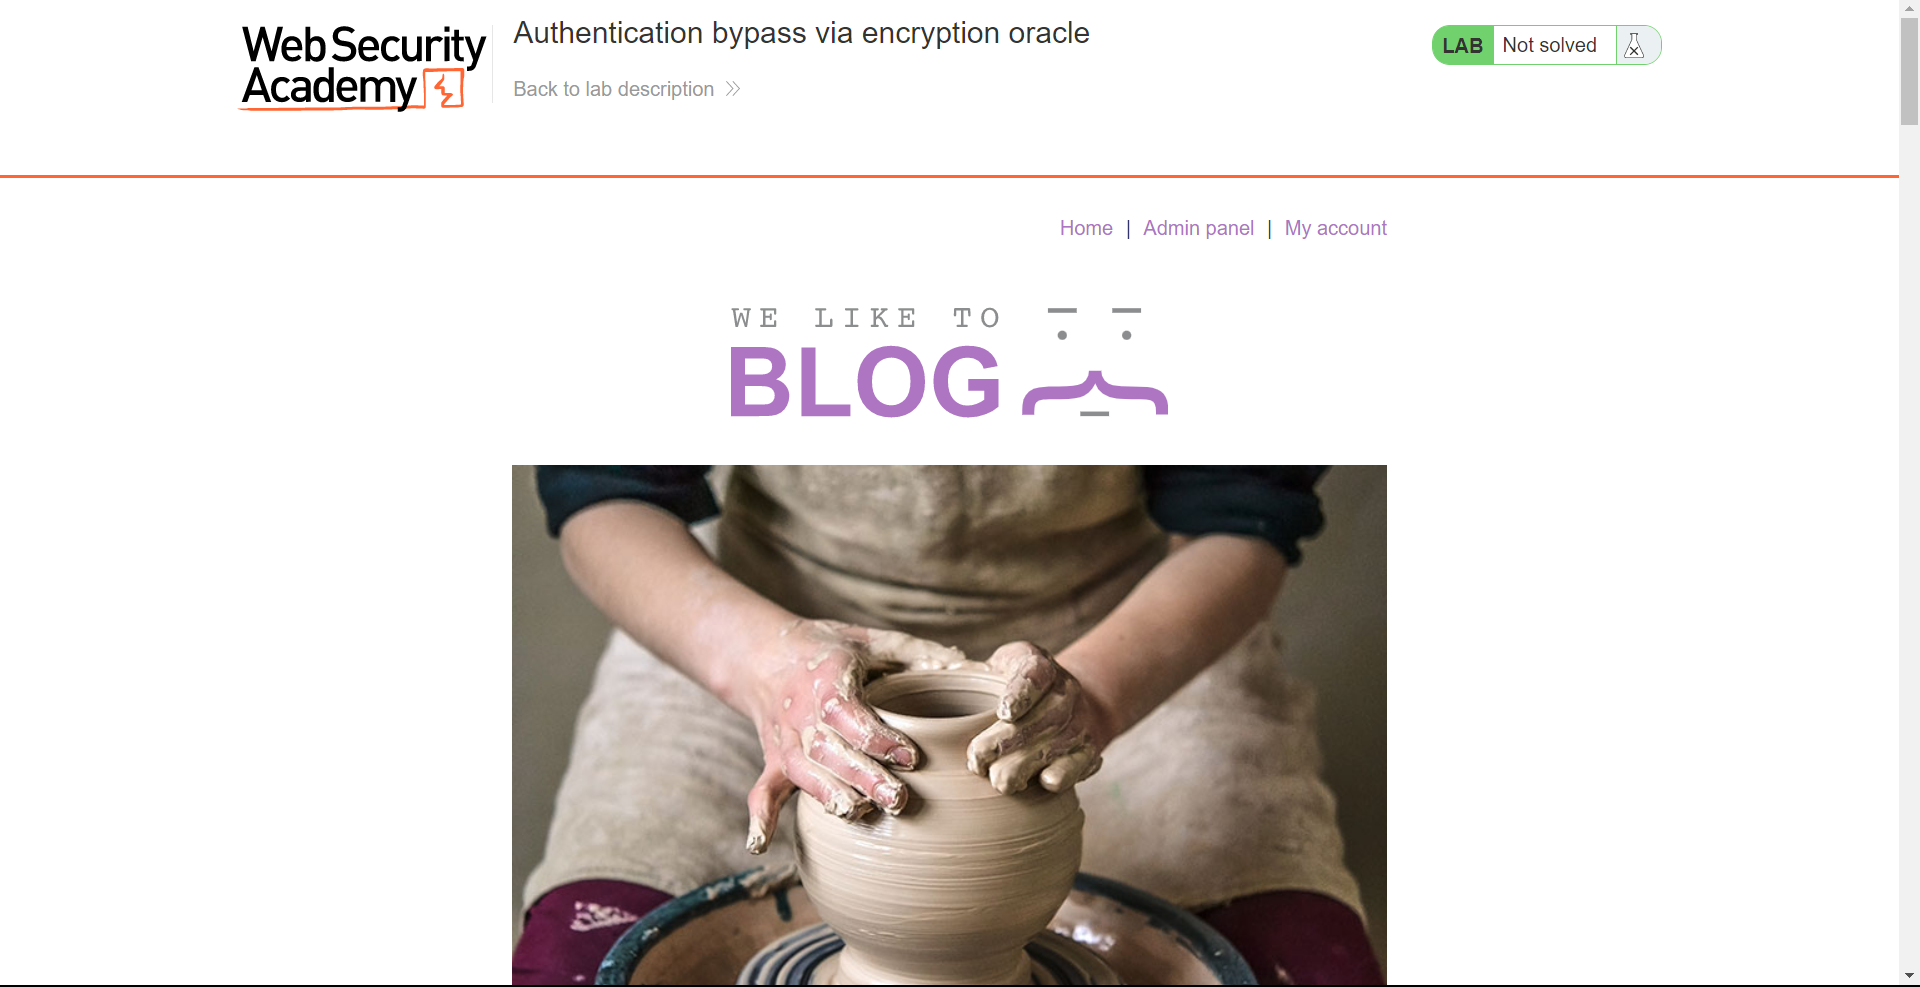 Web Security
Academy
Authentication bypass via encryption oracle
Back to lab description
LAB Not solved
Home | Admin panel | My account
WE LIKE TO
BLOG